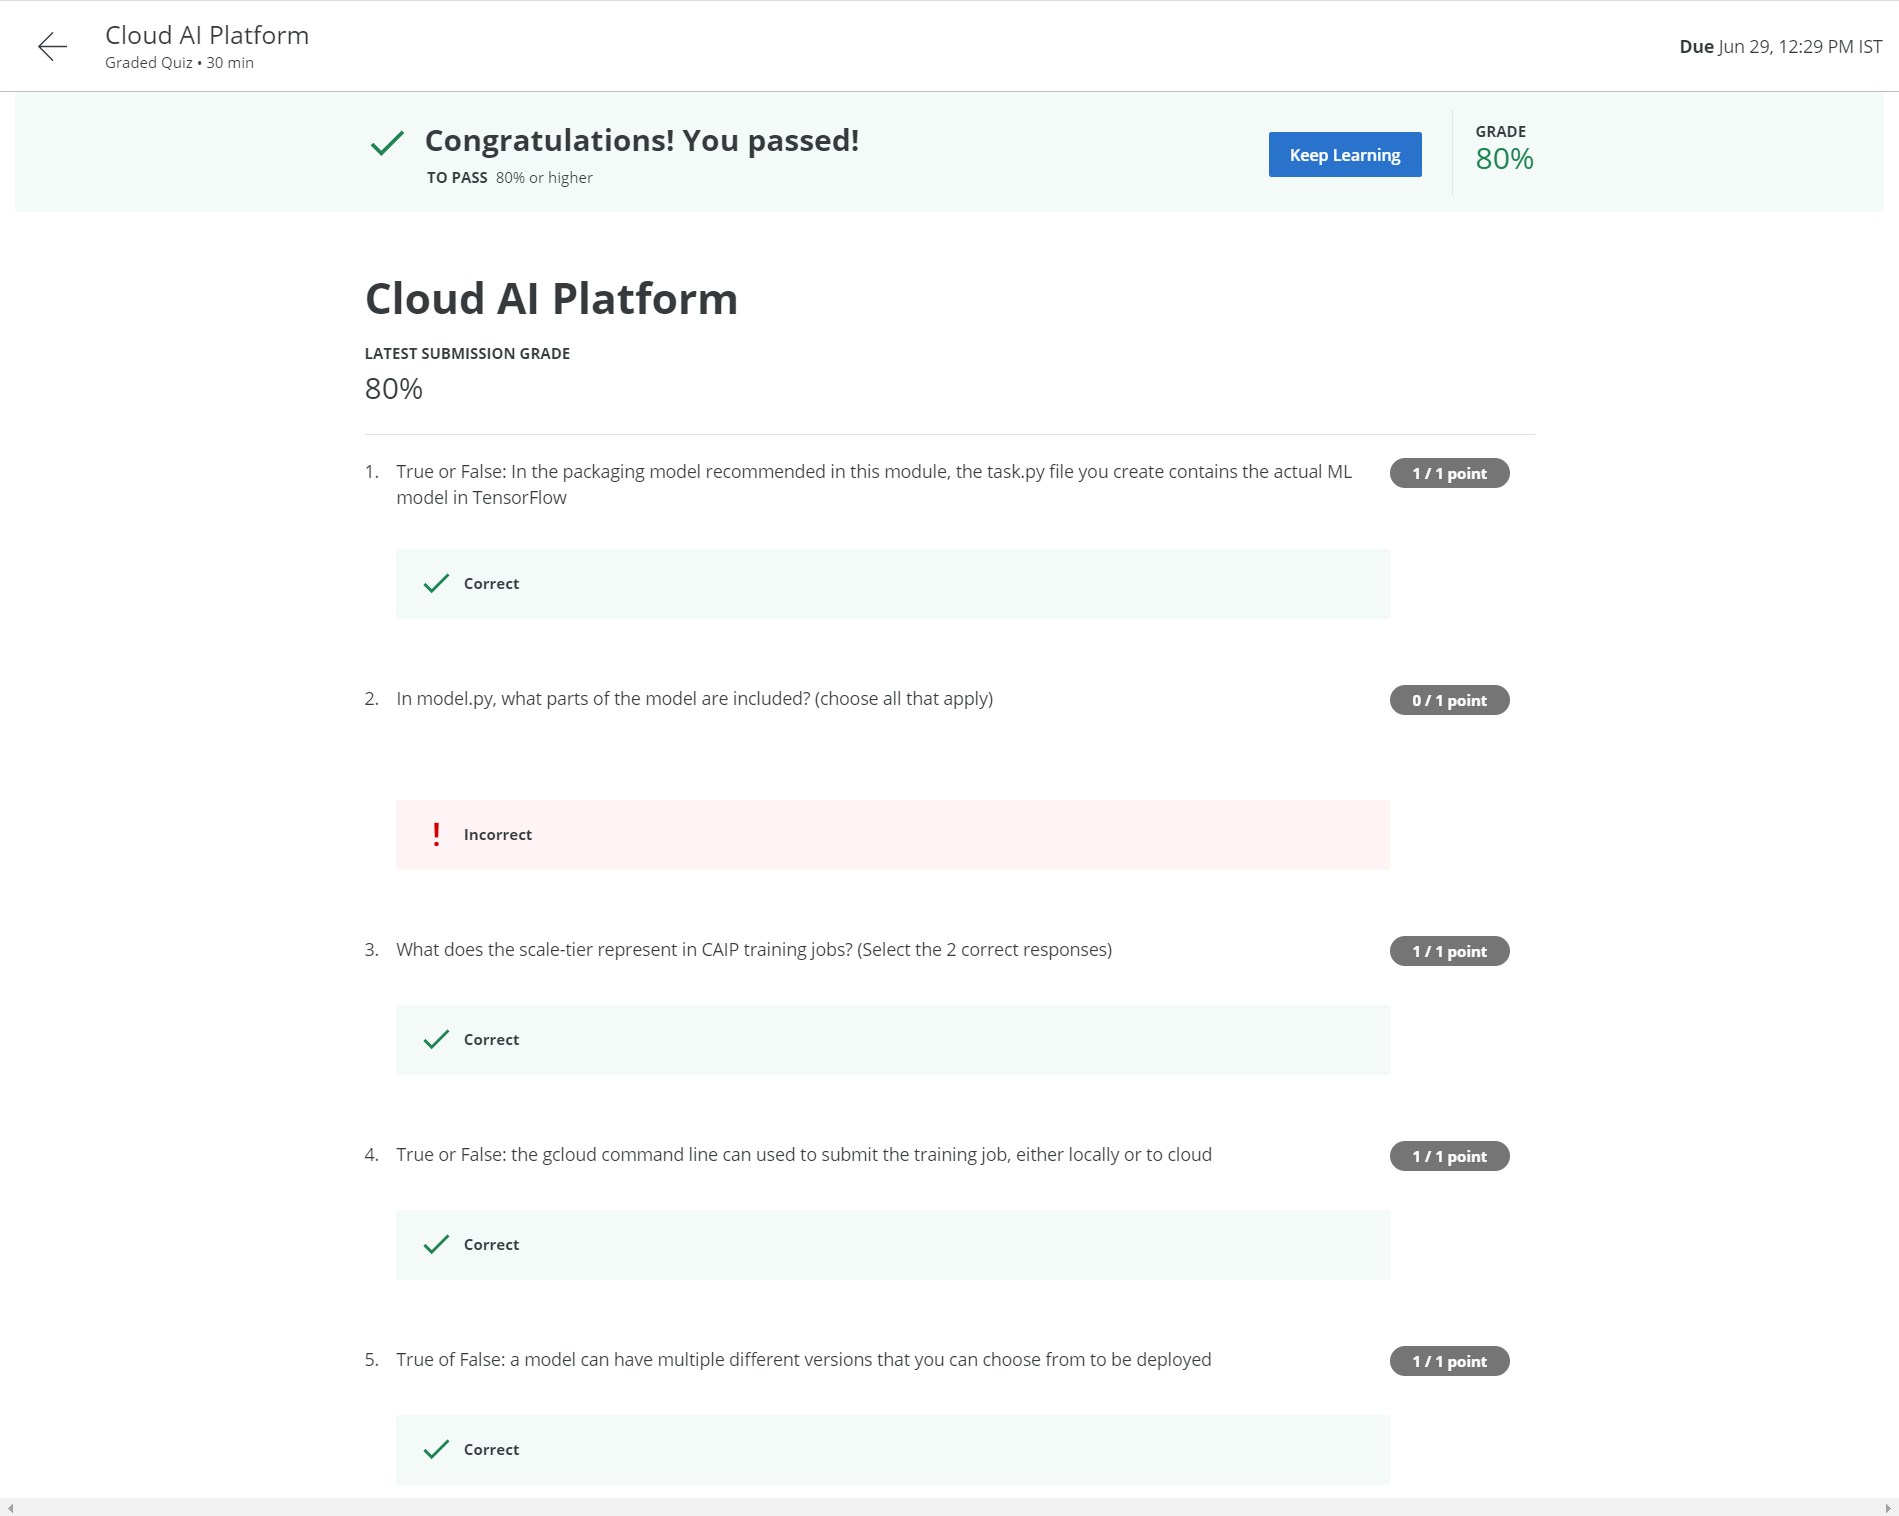 Cloud AI Platform
Graded Quiz • 30 min
Due Jun 29, 12:29 PM IST
Congratulations! You passed!
TO PASS 80% or higher
Keep Learning
GRADE
80%
Cloud AI Platform
LATEST SUBMISSION GRADE
80%
1. True or False: In the packaging model recommended in this module, the task.py file you create contains the actual ML
model in TensorFlow
1 / 1 point
Correct
2. In model.py, what parts of the model are included? (choose all that apply)
0 / 1 point
Incorrect
3. What does the scale-tier represent in CAIP training jobs? (Select the 2 correct responses)
1 / 1 point
Correct
4. True or False: the gcloud command line can used to submit the training job, either locally or to cloud
1 / 1 point
Correct
5. True of False: a model can have multiple different versions that you can choose from to be deployed
1 / 1 point
Correct